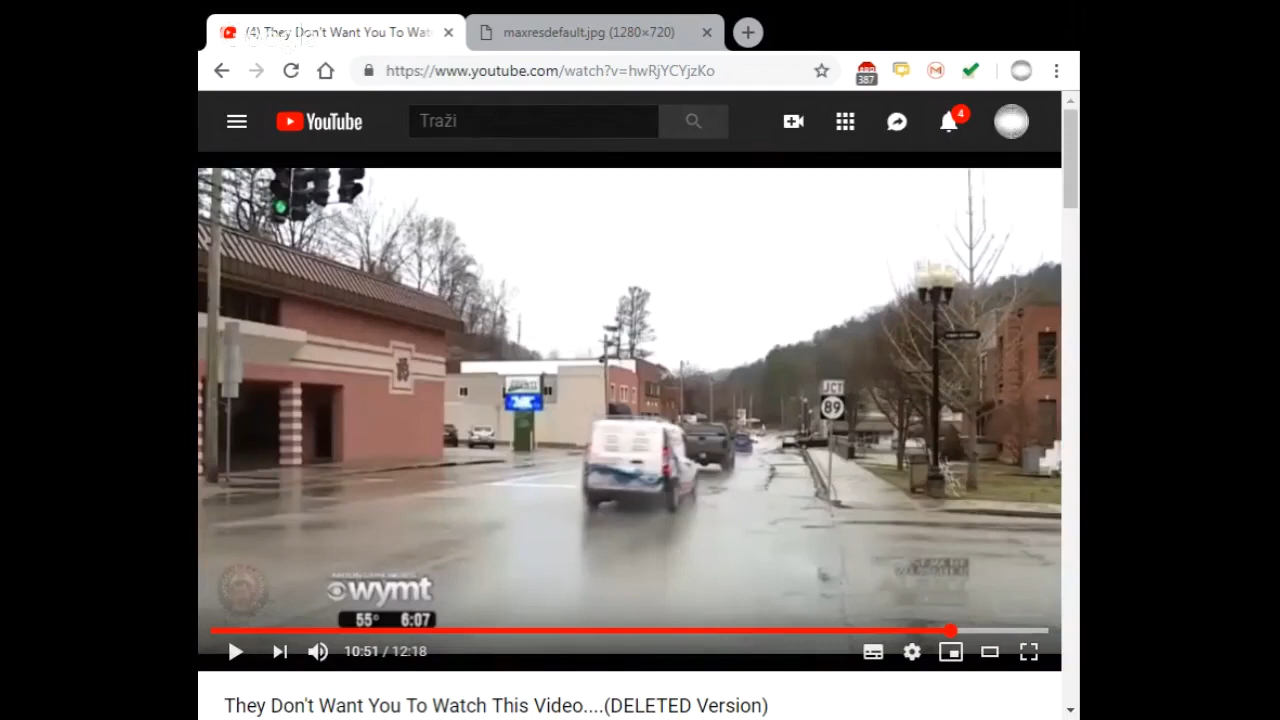 (4) They Don't Want You To Wat
maxresdefault.jpg (1280×720)
https://www.youtube.com/watch?v=hwRjYCYjzKo
387
YouTube
Traži
4
JCT
89
wymt
55° 6:07
10:51 / 12:18
They Don't Want You To Watch This Video....(DELETED Version)